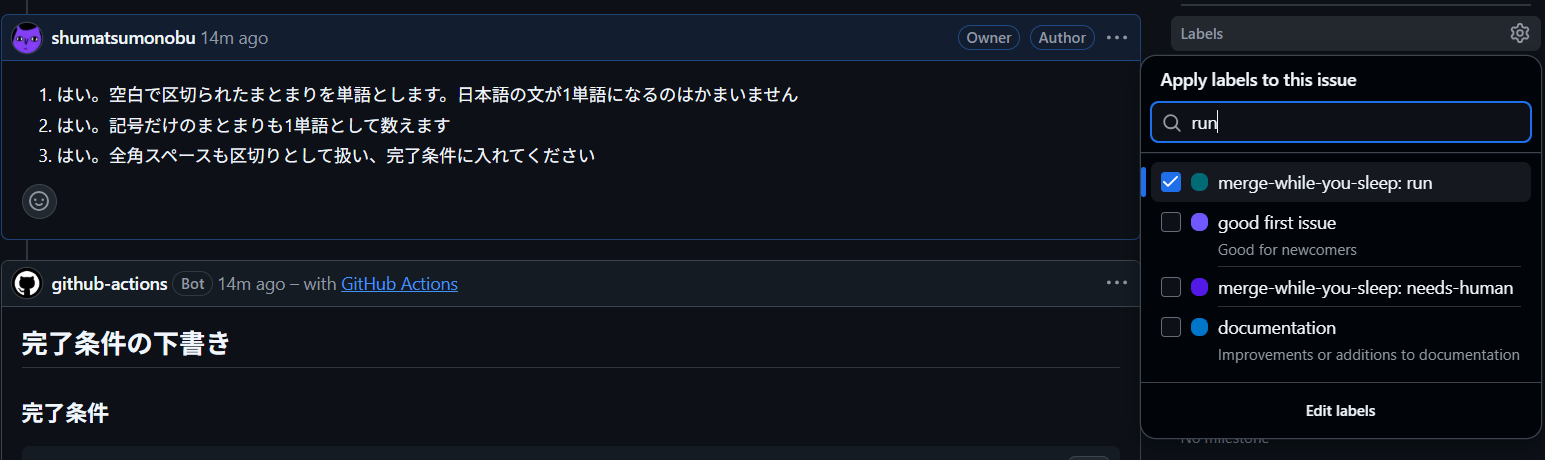 shumatsumonobu 14m ago
Owner
Author
1. はい。空白で区切られたまとまりを単語とします。日本語の文が1単語になるのはかまいません
2. はい。記号だけのまとまりも1単語として数えます
3. はい。全角スペースも区切りとして扱い、完了条件に入れてください
github-actions Bot 14m ago – with GitHub Actions
完了条件の下書き
完了条件
Labels
Apply labels to this issue
run
merge-while-you-sleep: run
good first issue
Good for newcomers
merge-while-you-sleep: needs-human
documentation
Improvements or additions to documentation
Edit labels
No milestone